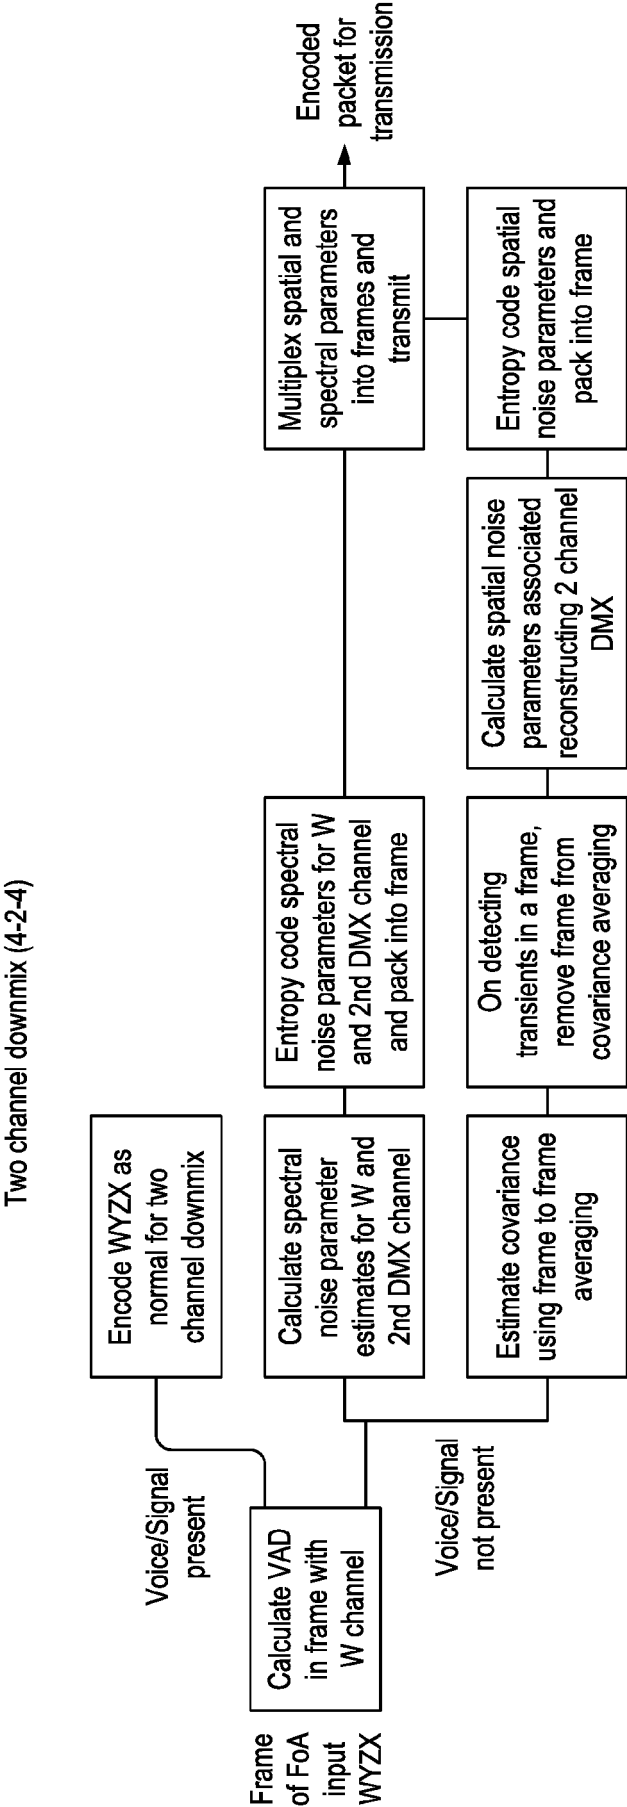 Two channel downmix (4-2-4)
Frame
of FoA
input
WYZX
Calculate VAD
in frame with
W channel
Voice/Signal
present
Encode WYZX as
normal for two
channel downmix
Voice/Signal
not present
Calculate spectral
noise parameter
estimates for W and
2nd DMX channel
Entropy code spectral
noise parameters for W
and 2nd DMX channel
and pack into frame
Estimate covariance
using frame to frame
averaging
On detecting
transients in a frame,
remove frame from
covariance averaging
Calculate spatial noise
parameters associated
reconstructing 2 channel
DMX
Entropy code spatial
noise parameters and
pack into frame
Multiplex spatial and
spectral parameters
into frames and
transmit
Encoded
packet for
transmission